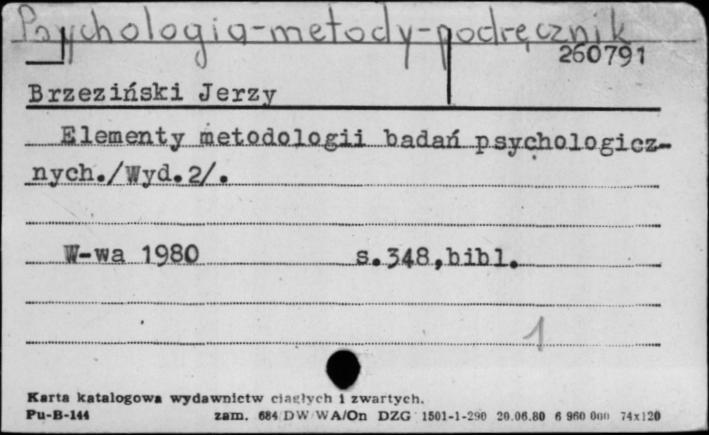 Psychologia-metody-podręcznik
260791
Brzeziński Jerzy
Elementy metodologii badań psychologicz-
nych./Wyd.2/.
W-wa 1980 s.348,bibl.
1
Karta katalogowa wydawnictw ciągłych i zwartych.
Pu-B-144 zam. 684 DW WA/On DZG 1501-1-290 20.06.80 6 960 000 74x120